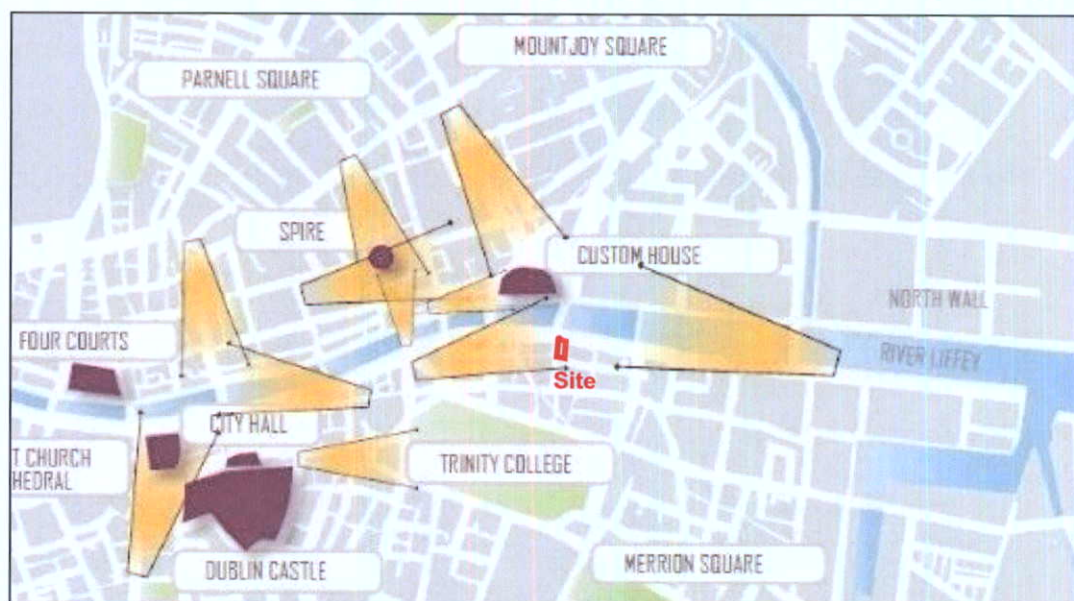 MOUNTJOY SQUARE
PARNELL SQUARE
SPIRE
CUSTOM HOUSE
NORTH WALL
FOUR COURTS
RIVER LIFFEY
Site
CITY HALL
T CHURCH
HEDRAL
TRINITY COLLEGE
MERRION SQUARE
DUBLIN CASTLE